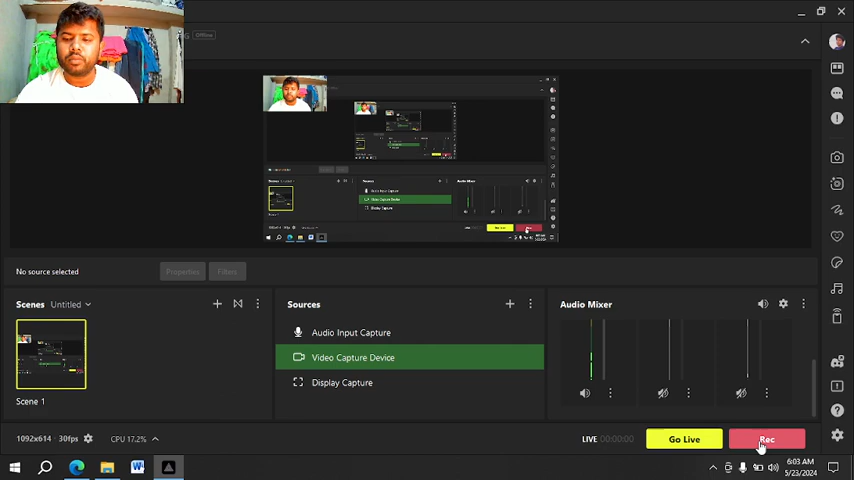 Offline
No source selected
Properties
Filters
Scenes
Untitled
Sources
Audio Mixer
Audio Input Capture
Video Capture Device
Display Capture
Scene 1
1092x614
30fps
CPU 17.2%
LIVE 00:00:00
Go Live
Rec
6:03 AM
5/23/2024